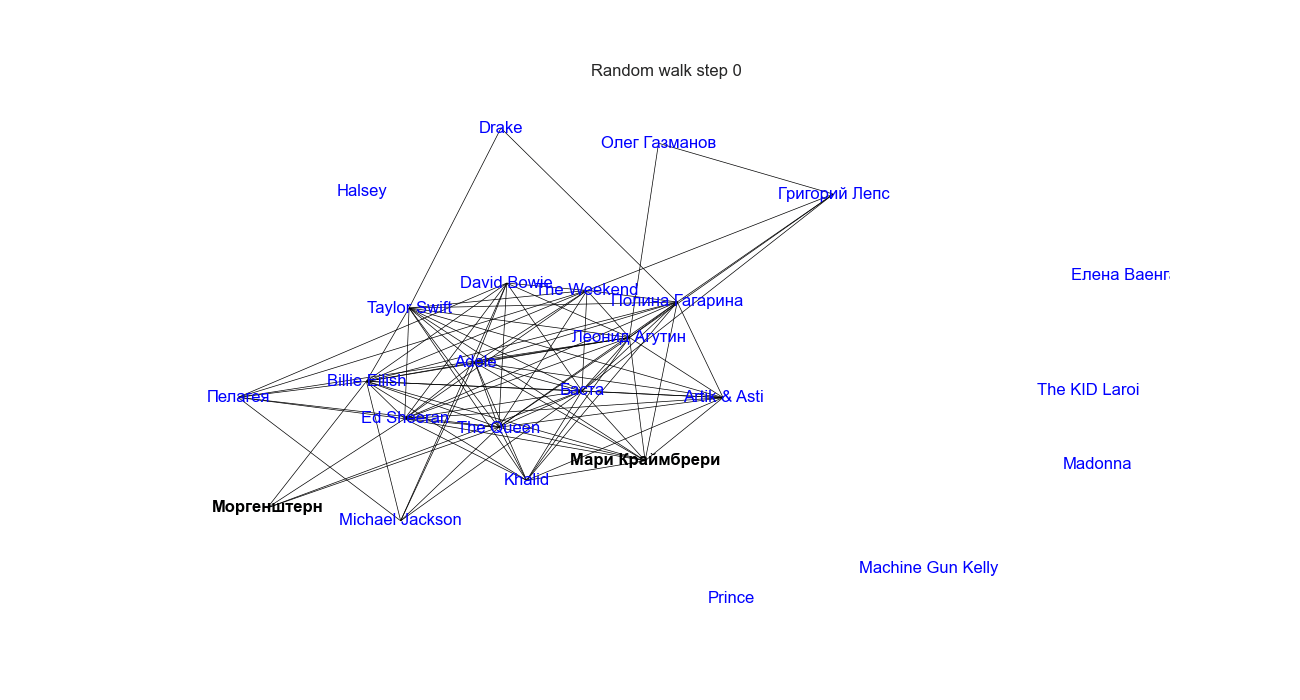 Random walk step 0
Drake
Олег Газманов
Halsey
Григорий Лепс
Елена Ваенга
David Bowie
The Weekend
Полина Гагарина
Taylor Swift
Леонид Агутин
Adele
Billie Eilish
Баста
The KID Laroi
Пелагея
Artik & Asti
Ed Sheeran
The Queen
Мари Краймбрери
Madonna
Khalid
Моргенштерн
Michael Jackson
Machine Gun Kelly
Prince